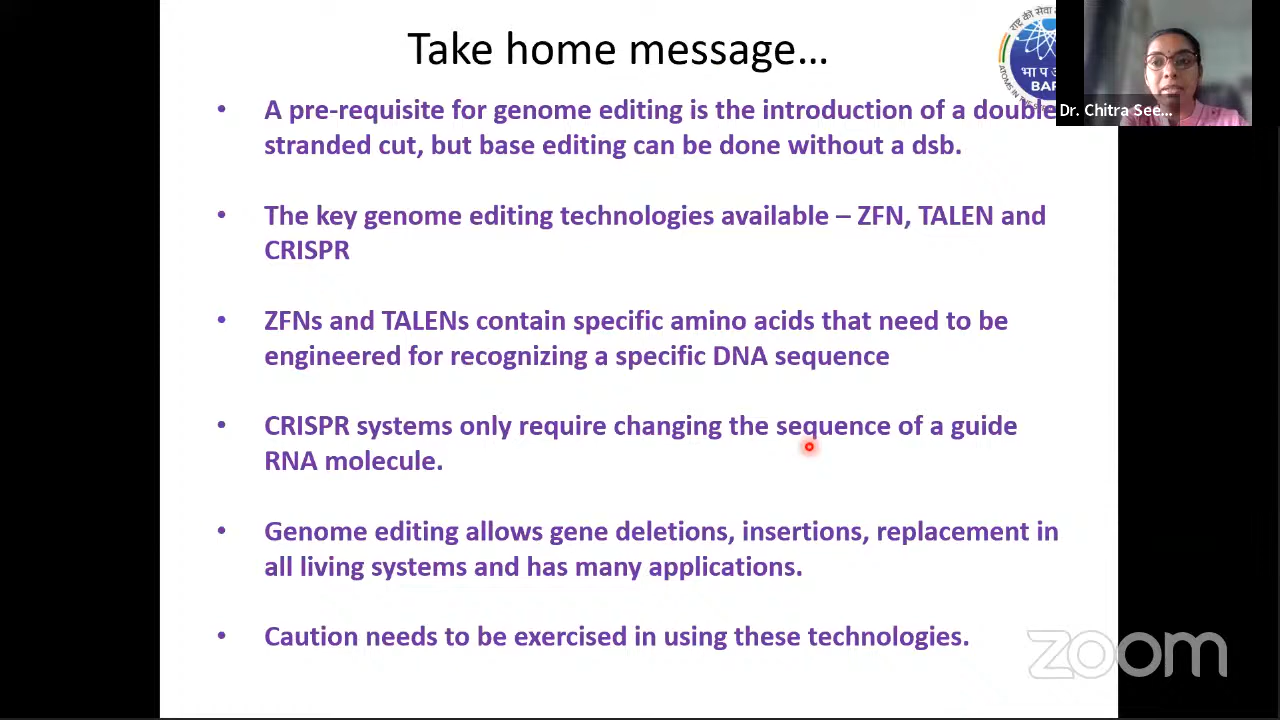 Take home message...
• A pre-requisite for genome editing is the introduction of a double
stranded cut, but base editing can be done without a dsb.
• The key genome editing technologies available – ZFN, TALEN and
CRISPR
• ZFNs and TALENs contain specific amino acids that need to be
engineered for recognizing a specific DNA sequence
• CRISPR systems only require changing the sequence of a guide
RNA molecule.
• Genome editing allows gene deletions, insertions, replacement in
all living systems and has many applications.
• Caution needs to be exercised in using these technologies.
राष्ट्र की सेवा
भा प
BAR
ATOMS IN THE
Dr. Chitra See...
zoom